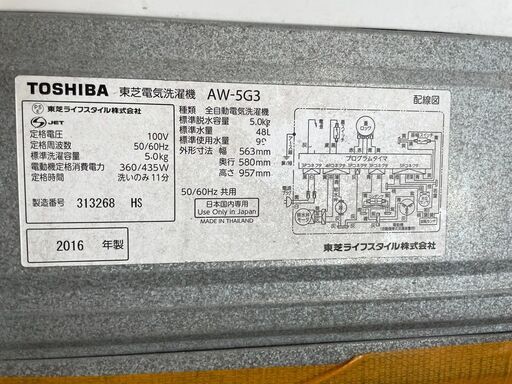 TOSHIBA 東芝電気洗濯機 AW-5G3
東芝ライフスタイル株式会社
JET
定格電圧 100V
定格周波数 50/60Hz
標準洗濯容量 5.0kg
電動機定格消費電力 360/435W
定格時間 洗いのみ11分
製造番号 313268 HS
2016 年製
種類 全自動電気洗濯機
標準脱水容量 5.0kg
標準水量 48L
標準使用水量 99
外形寸法 幅 563mm
奥行 580mm
高さ 957mm
50/60Hz 共用
日本国内専用
Use Only in Japan
MADE IN THAILAND
配線図
プログラムタイマ
東芝ライフスタイル株式会社